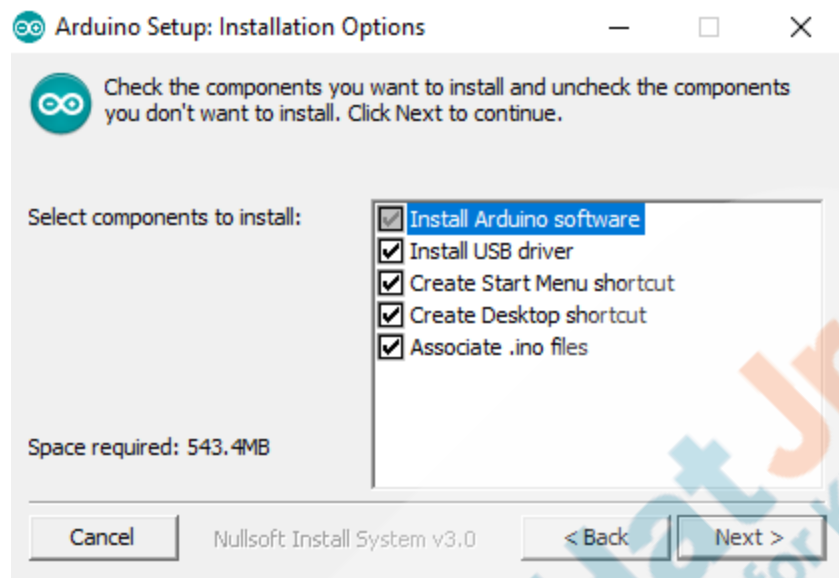 Arduino Setup: Installation Options
Check the components you want to install and uncheck the components
you don't want to install. Click Next to continue.
Select components to install:
Install Arduino software
Install USB driver
Create Start Menu shortcut
Create Desktop shortcut
Associate .ino files
Space required: 543.4MB
Cancel
Nullsoft Install System v3.0
< Back
Next >
for